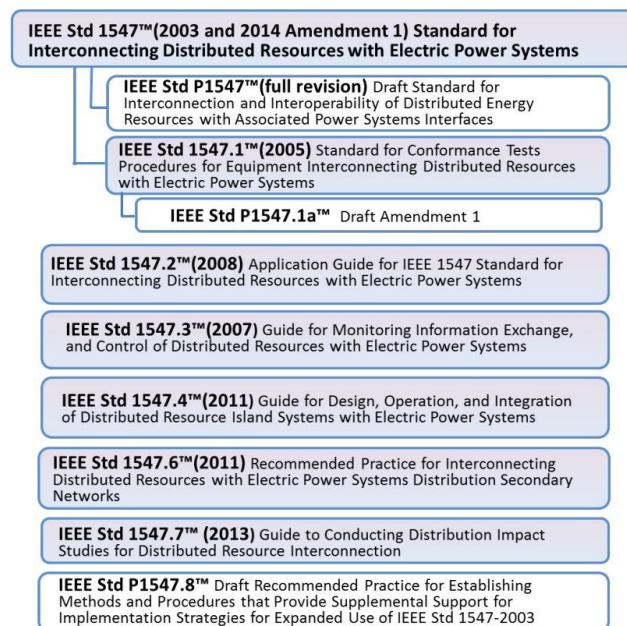 IEEE Std 1547™(2003 and 2014 Amendment 1) Standard for
Interconnecting Distributed Resources with Electric Power Systems
IEEE Std P1547™(full revision) Draft Standard for
Interconnection and Interoperability of Distributed Energy
Resources with Associated Power Systems Interfaces
IEEE Std 1547.1™(2005) Standard for Conformance Tests
Procedures for Equipment Interconnecting Distributed Resources
with Electric Power Systems
IEEE Std P1547.1a™ Draft Amendment 1
IEEE Std 1547.2™(2008) Application Guide for IEEE 1547 Standard for
Interconnecting Distributed Resources with Electric Power Systems
IEEE Std 1547.3™(2007) Guide for Monitoring Information Exchange,
and Control of Distributed Resources with Electric Power Systems
IEEE Std 1547.4™(2011) Guide for Design, Operation, and Integration
of Distributed Resource Island Systems with Electric Power Systems
IEEE Std 1547.6™(2011) Recommended Practice for Interconnecting
Distributed Resources with Electric Power Systems Distribution Secondary
Networks
IEEE Std 1547.7™ (2013) Guide to Conducting Distribution Impact
Studies for Distributed Resource Interconnection
IEEE Std P1547.8™ Draft Recommended Practice for Establishing
Methods and Procedures that Provide Supplemental Support for
Implementation Strategies for Expanded Use of IEEE Std 1547-2003